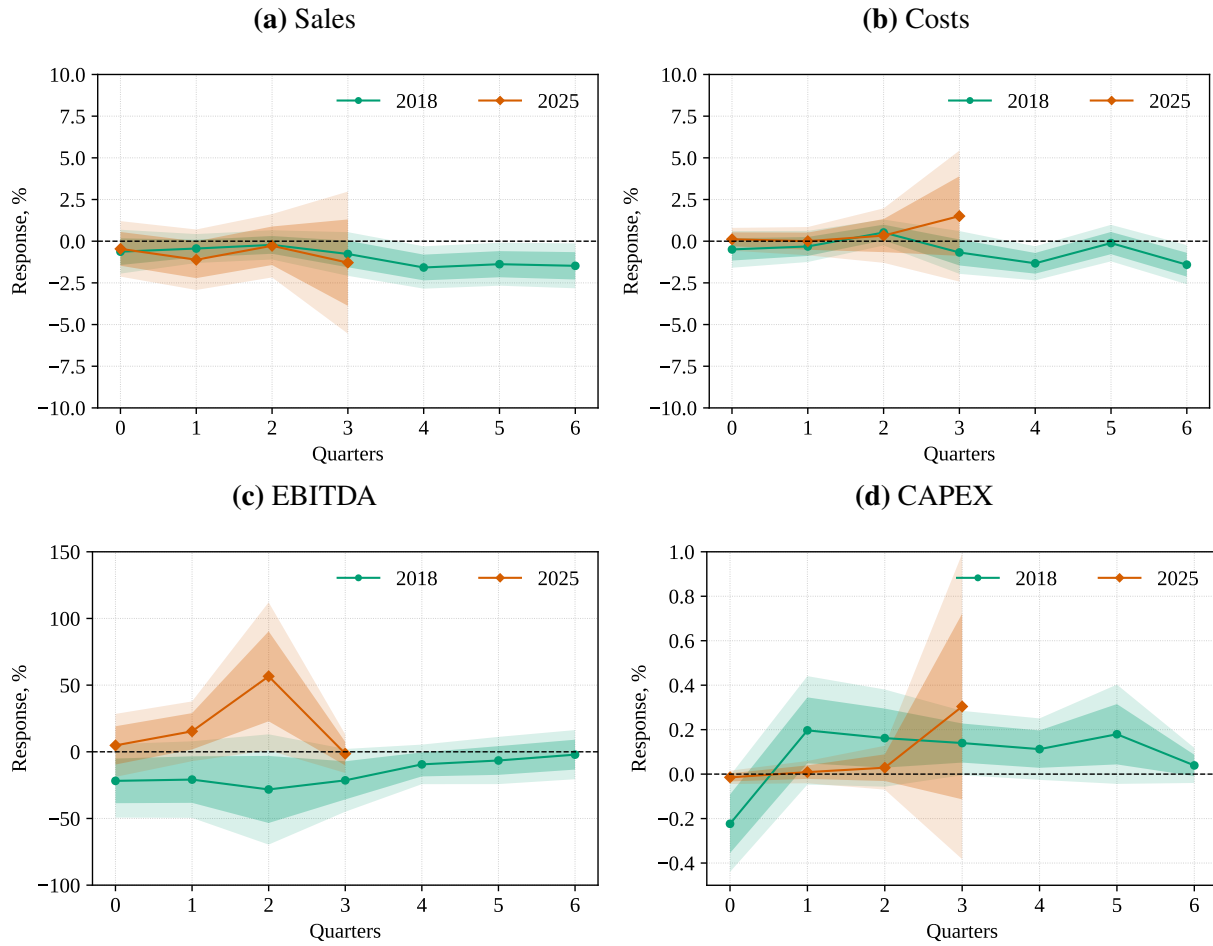 (a) Sales
10.0
7.5
5.0
2.5
0.0
−2.5
−5.0
−7.5
−10.0
Response, %
2018 2025
0 1 2 3 4 5 6
Quarters
(b) Costs
10.0
7.5
5.0
2.5
0.0
−2.5
−5.0
−7.5
−10.0
Response, %
2018 2025
0 1 2 3 4 5 6
Quarters
(c) EBITDA
150
100
50
0
−50
−100
Response, %
2018 2025
0 1 2 3 4 5 6
Quarters
(d) CAPEX
1.0
0.8
0.6
0.4
0.2
0.0
−0.2
−0.4
Response, %
2018 2025
0 1 2 3 4 5 6
Quarters